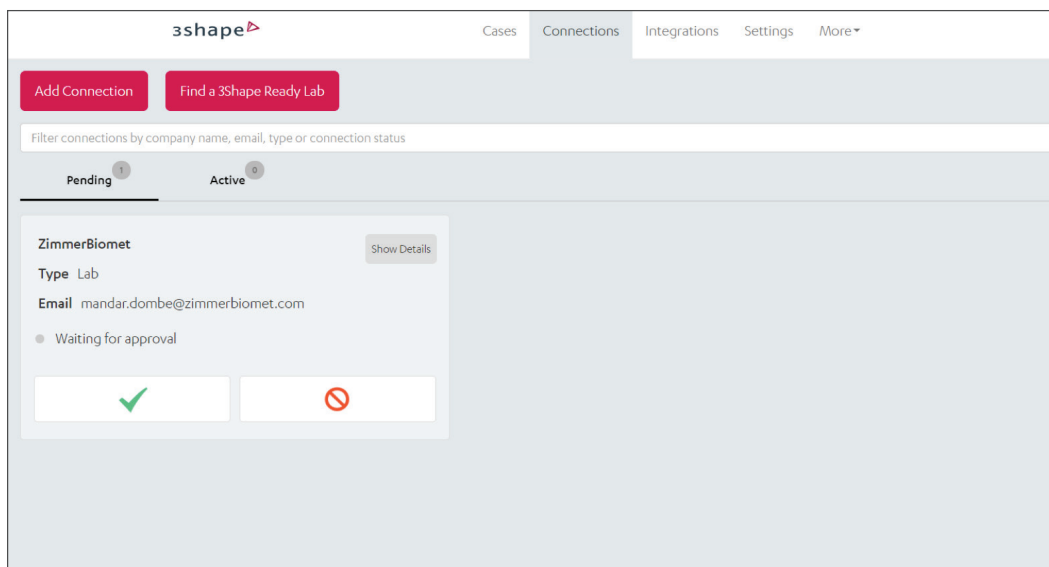 3shape
Cases Connections Integrations Settings More
Add Connection Find a 3Shape Ready Lab
Filter connections by company name, email, type or connection status
Pending 1 Active 0
ZimmerBiomet Show Details
Type Lab
Email mandar.dombe@zimmerbiomet.com
Waiting for approval